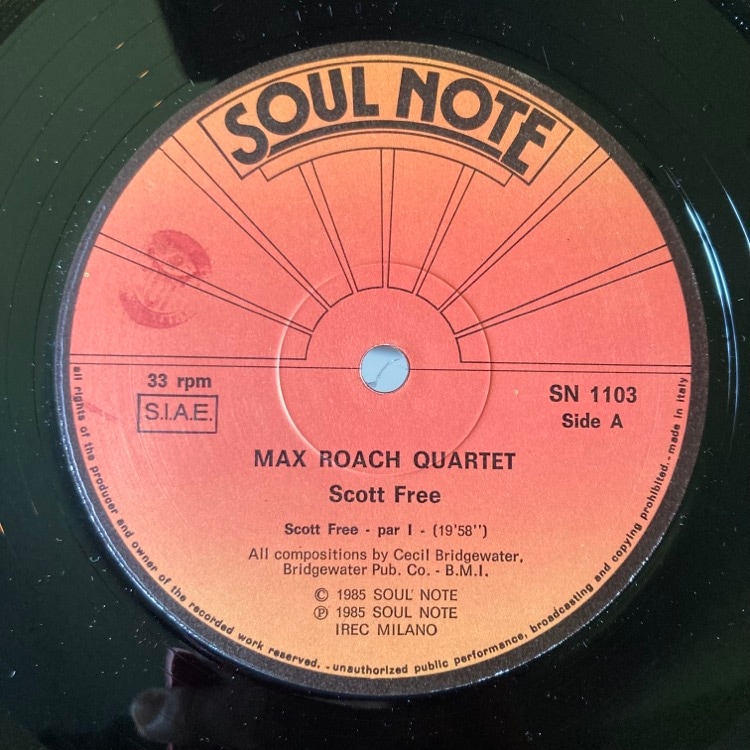 SOUL NOTE
33 rpm
S.I.A.E.
SN 1103
Side A
MAX ROACH QUARTET
Scott Free
Scott Free - par I - (19'58'')
All compositions by Cecil Bridgewater,
Bridgewater Pub. Co. - B.M.I.
© 1985 SOUL NOTE
℗ 1985 SOUL NOTE
IREC MILANO
all rights of the producer and owner of the recorded work reserved. - unauthorized public performance, broadcasting and copying prohibited. - made in italy